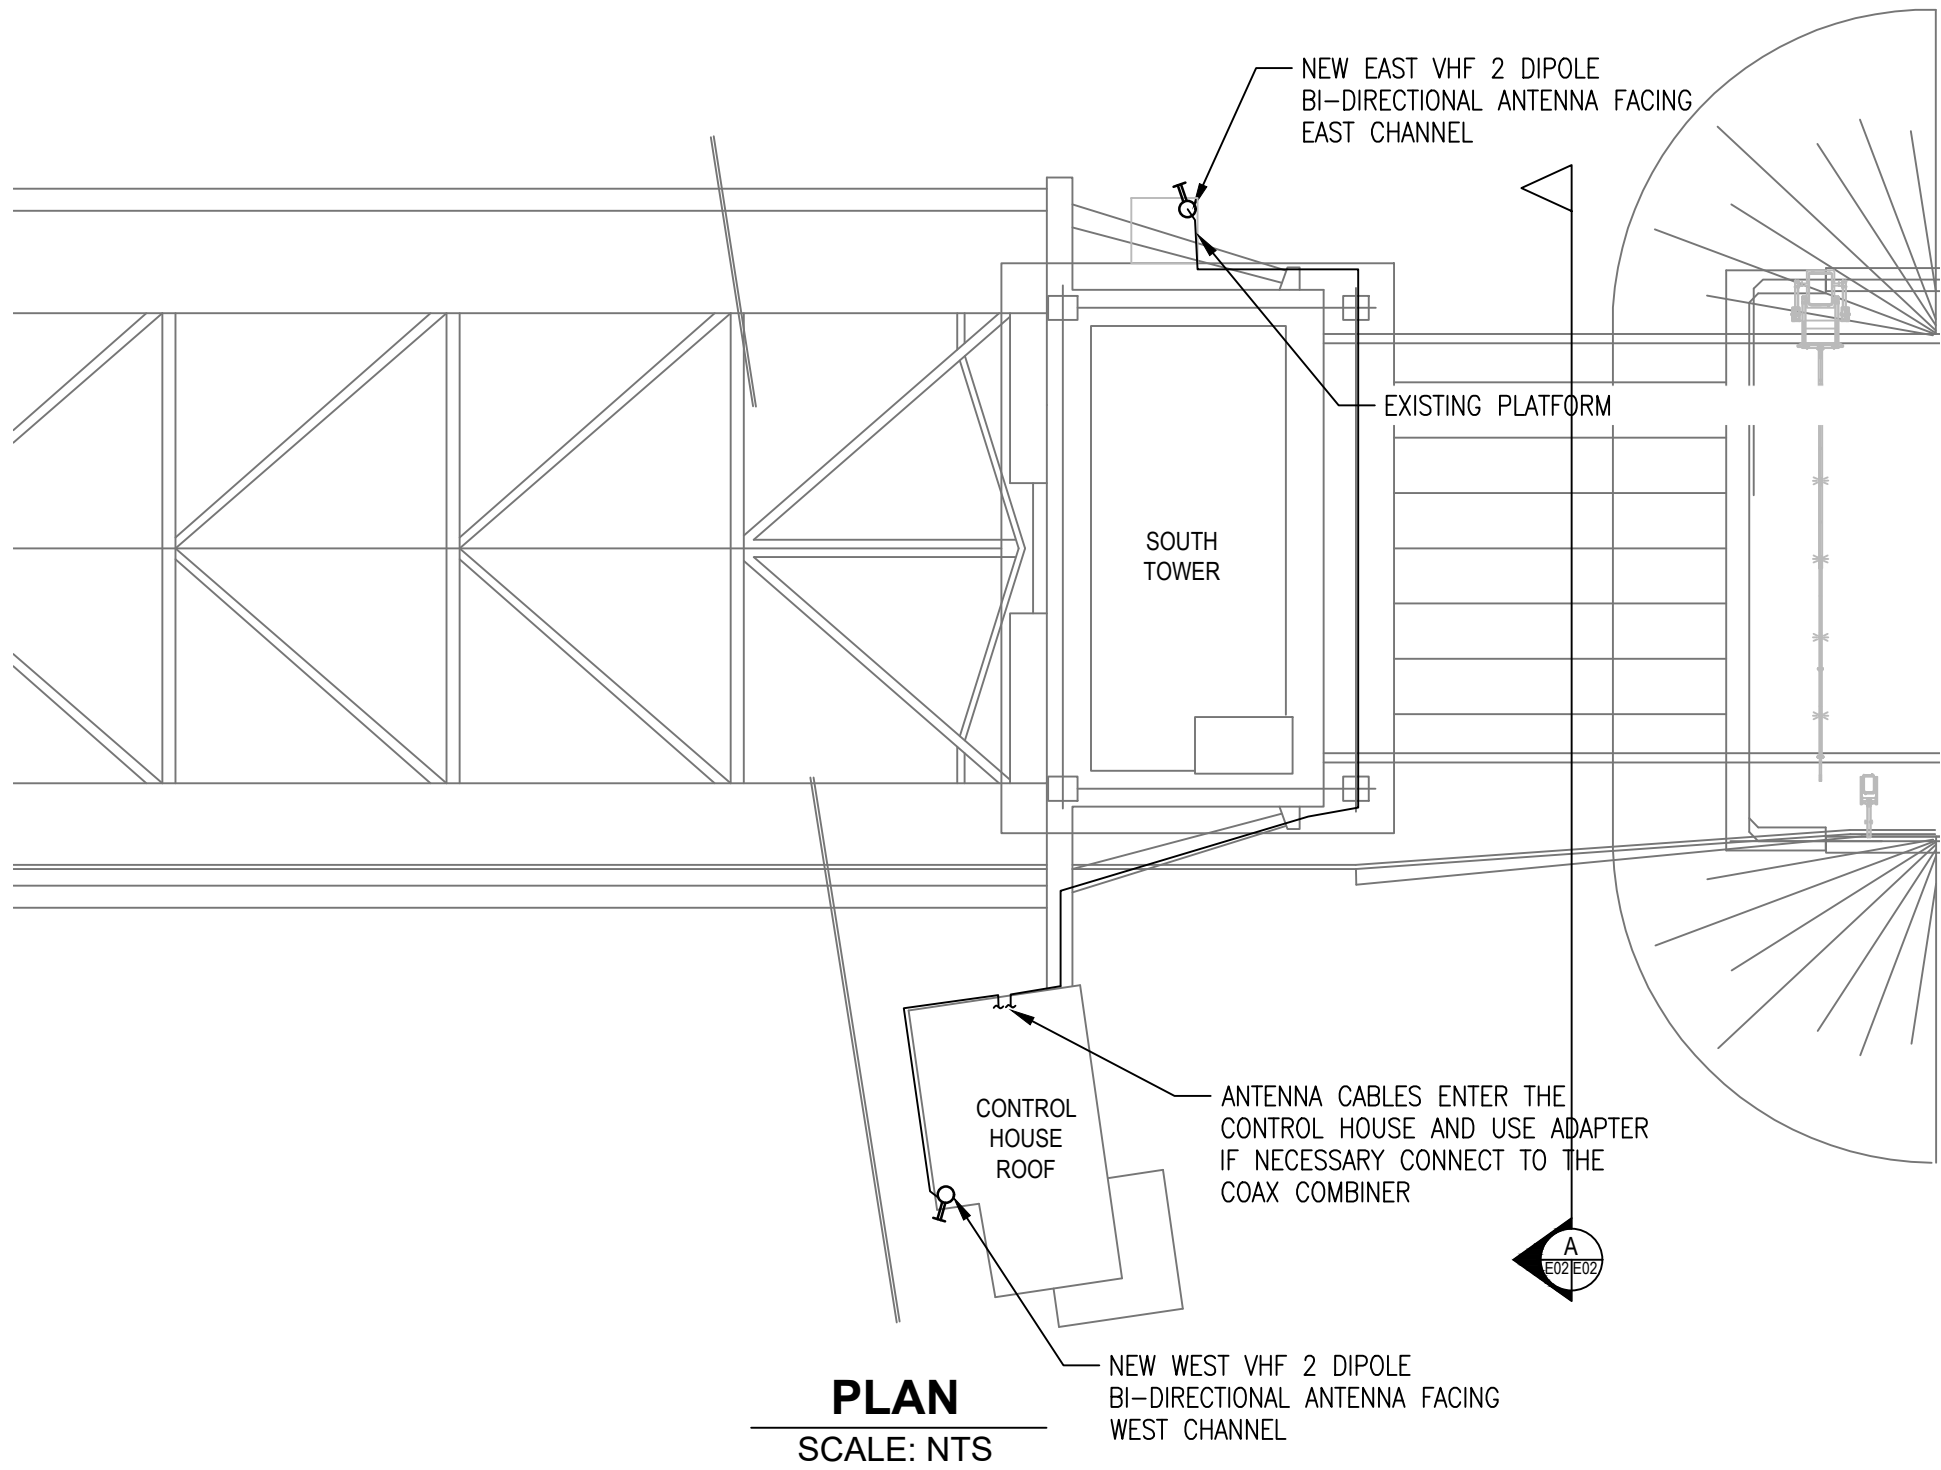 NEW EAST VHF 2 DIPOLE
BI-DIRECTIONAL ANTENNA FACING
EAST CHANNEL
EXISTING PLATFORM
SOUTH
TOWER
ANTENNA CABLES ENTER THE
CONTROL HOUSE AND USE ADAPTER
IF NECESSARY CONNECT TO THE
COAX COMBINER
CONTROL
HOUSE
ROOF
A
E02 E02
NEW WEST VHF 2 DIPOLE
BI-DIRECTIONAL ANTENNA FACING
WEST CHANNEL
PLAN
SCALE: NTS